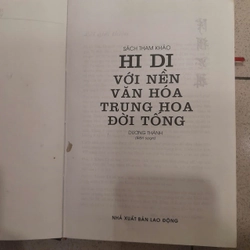 SÁCH THAM KHẢO
HI DI
VỚI NỀN
VĂN HÓA
TRUNG HOA
ĐỜI TỐNG
DƯƠNG THÀNH
NHÀ XUẤT BẢN LAO ĐỘNG